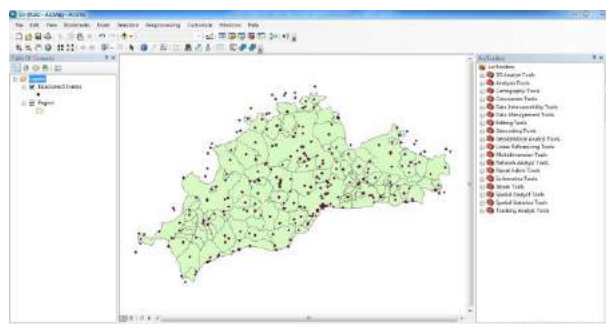 File Edit View Bookmarks Insert Selection Geoprocessing Customize Windows Help
Table Of Contents
Layers
Region
ArcToolbox
ArcToolbox
3D Analyst Tools
Analysis Tools
Cartography Tools
Conversion Tools
Data Interoperability Tools
Data Management Tools
Editing Tools
Geocoding Tools
Geostatistical Analyst Tools
Linear Referencing Tools
Multidimension Tools
Network Analyst Tools
Parcel Fabric Tools
Schematics Tools
Server Tools
Spatial Analyst Tools
Spatial Statistics Tools
Tracking Analyst Tools